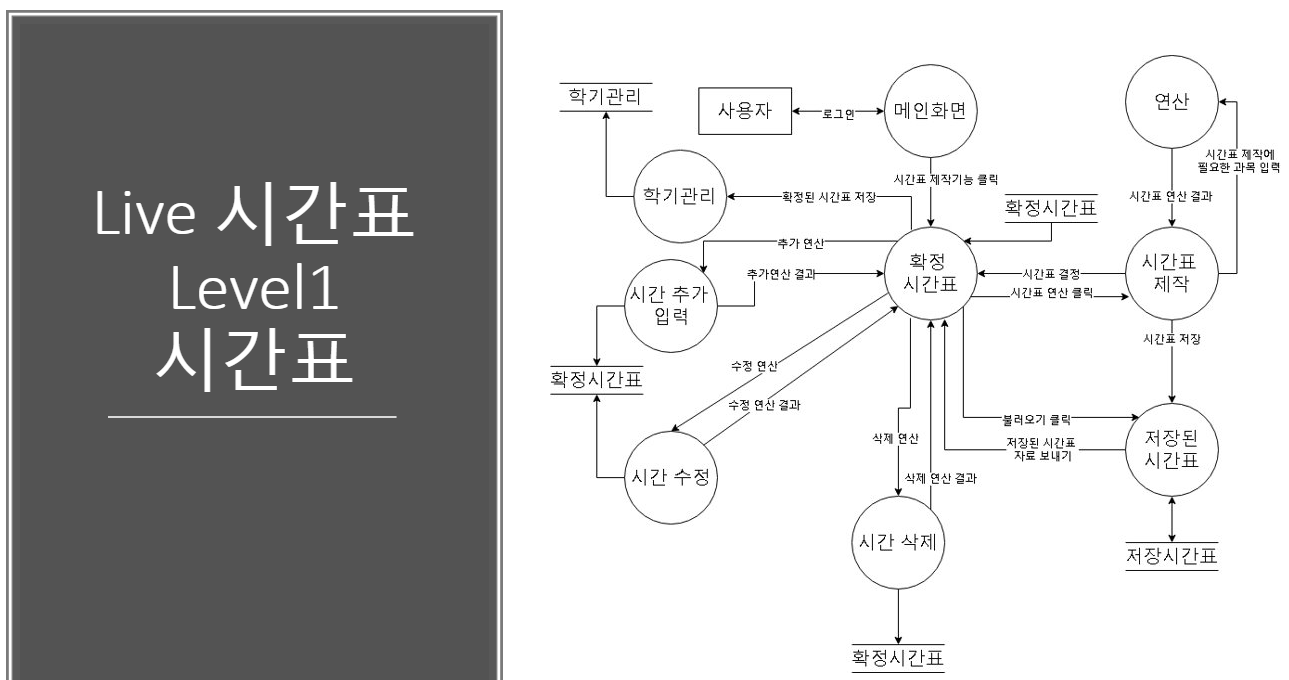 Live 시간표
Level1
시간표
학기관리
사용자
로그인
메인화면
연산
시간표 제작에
필요한 과목 입력
시간표 제작기능 클릭
학기관리
확정된 시간표 저장
확정시간표
시간표 연산 결과
추가 연산
확정
시간표
시간표
제작
시간표 결정
추가연산 결과
시간표 연산 클릭
시간 추가
입력
시간표 저장
확정시간표
수정 연산
수정 연산 결과
불러오기 클릭
저장된 시간표
자료 보내기
저장된
시간표
삭제 연산
삭제 연산 결과
시간 수정
시간 삭제
저장시간표
확정시간표